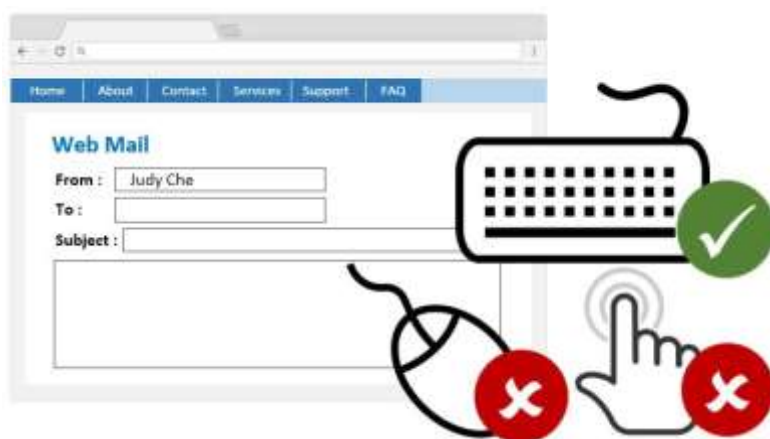 Home About Contact Services Support FAQ
Web Mail
From : Judy Che
To :
Subject :